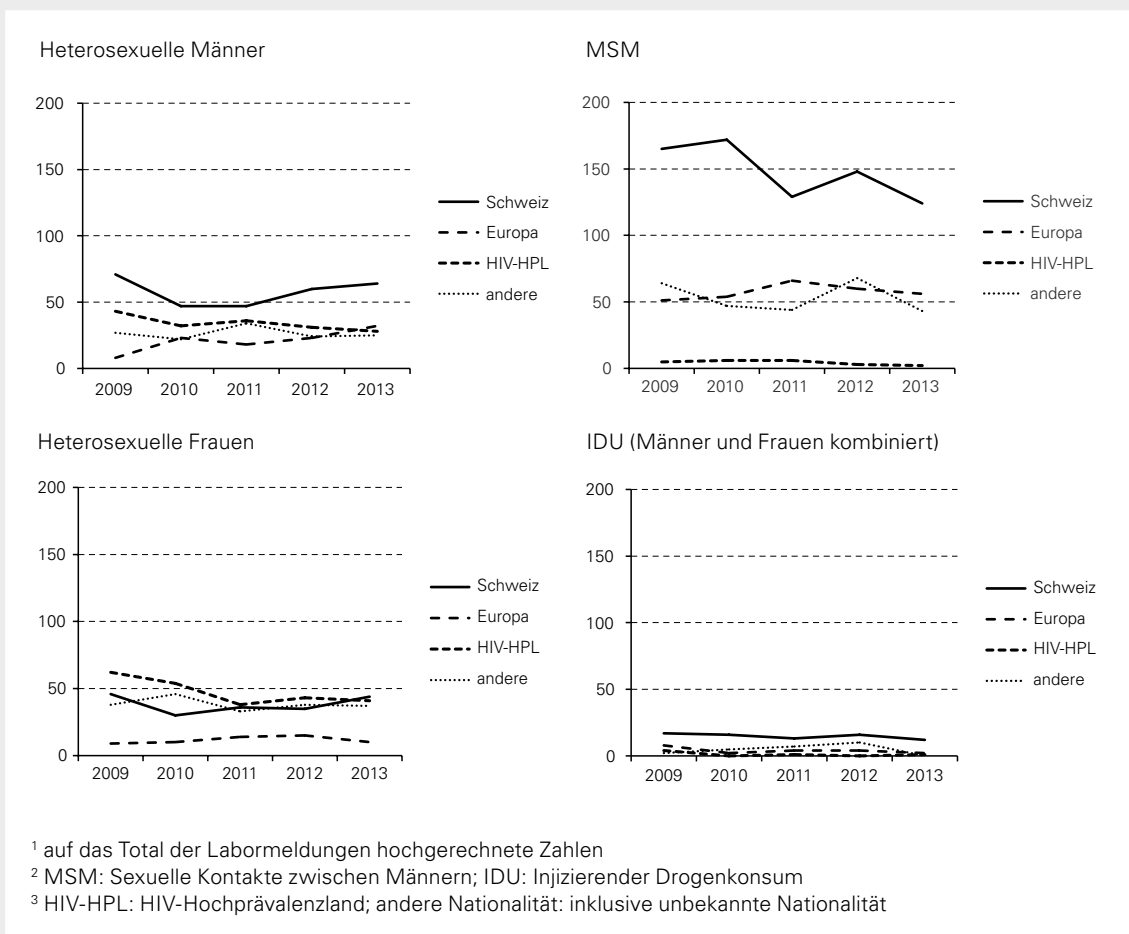 Heterosexuelle Männer
200
150
100
50
0
2009 2010 2011 2012 2013
Schweiz
Europa
HIV-HPL
andere
MSM
200
150
100
50
0
2009 2010 2011 2012 2013
Schweiz
Europa
HIV-HPL
andere
Heterosexuelle Frauen
200
150
100
50
0
2009 2010 2011 2012 2013
Schweiz
Europa
HIV-HPL
andere
IDU (Männer und Frauen kombiniert)
200
150
100
50
0
2009 2010 2011 2012 2013
Schweiz
Europa
HIV-HPL
andere
¹ auf das Total der Labormeldungen hochgerechnete Zahlen
² MSM: Sexuelle Kontakte zwischen Männern; IDU: Injizierender Drogenkonsum
³ HIV-HPL: HIV-Hochprävalenzland; andere Nationalität: inklusive unbekannte Nationalität